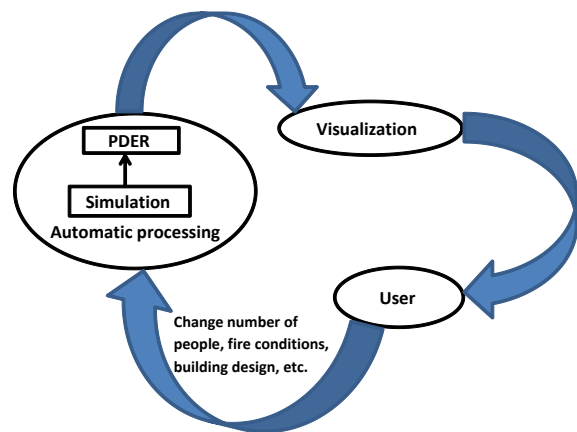 PDER
Simulation
Automatic processing
Visualization
User
Change number of
people, fire conditions,
building design, etc.